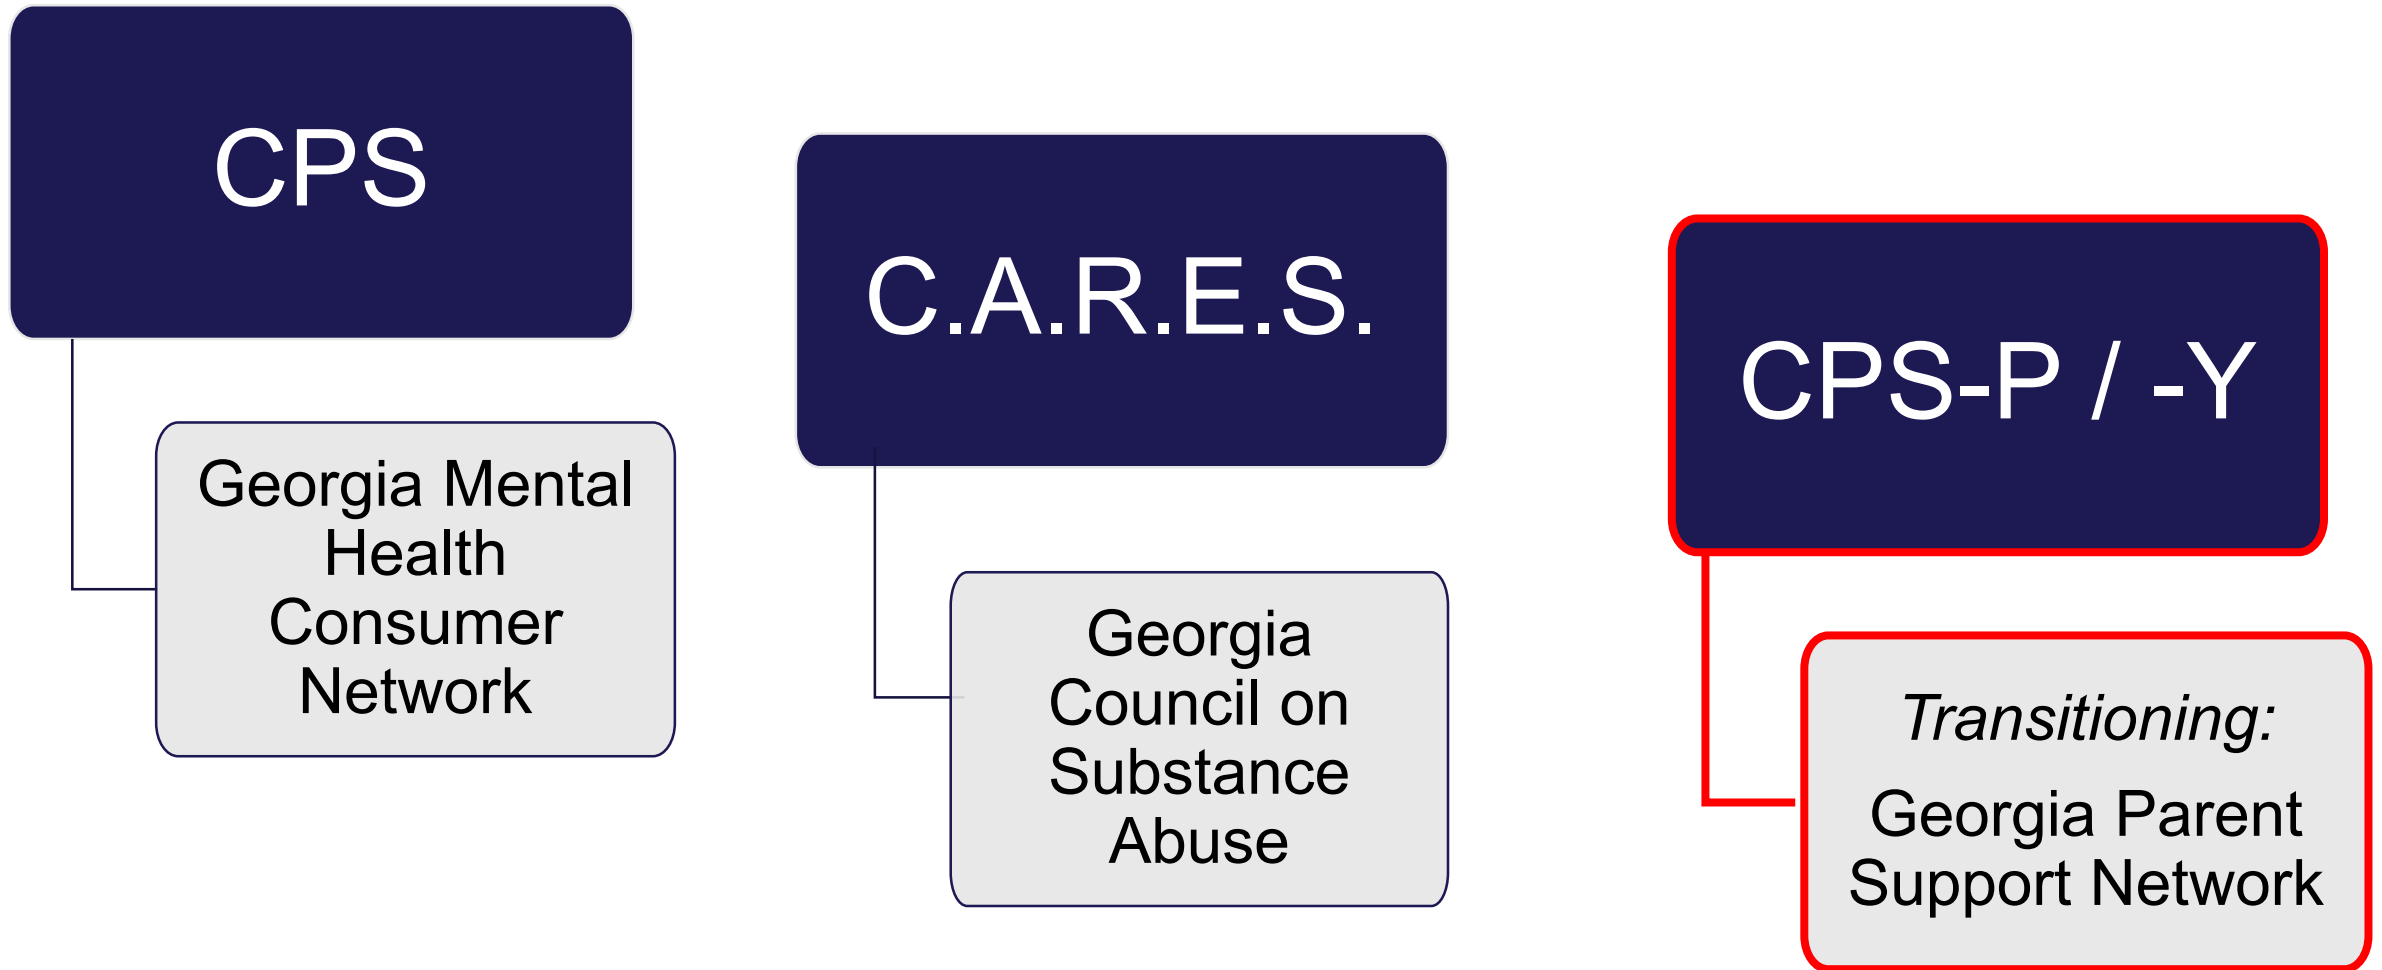 CPS
Georgia Mental
Health
Consumer
Network
C.A.R.E.S.
Georgia
Council on
Substance
Abuse
CPS-P / -Y
Transitioning:
Georgia Parent
Support Network